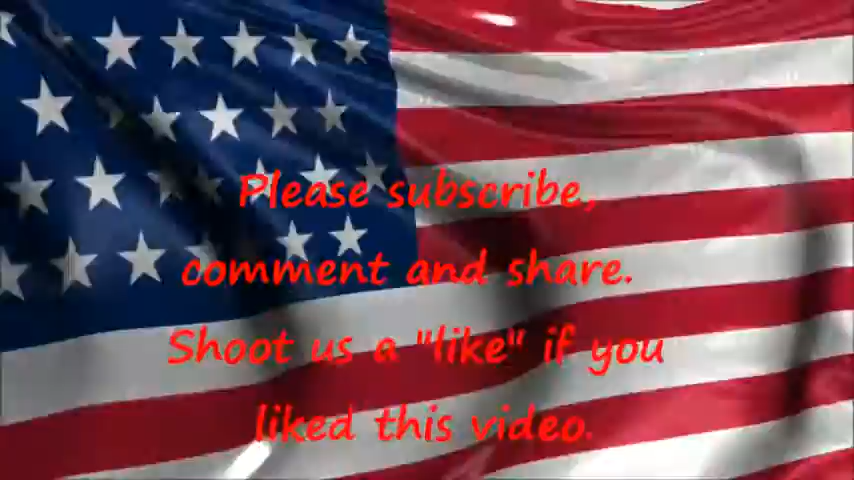 Please subscribe,
comment and share.
Shoot us a "like" if you
liked this video.